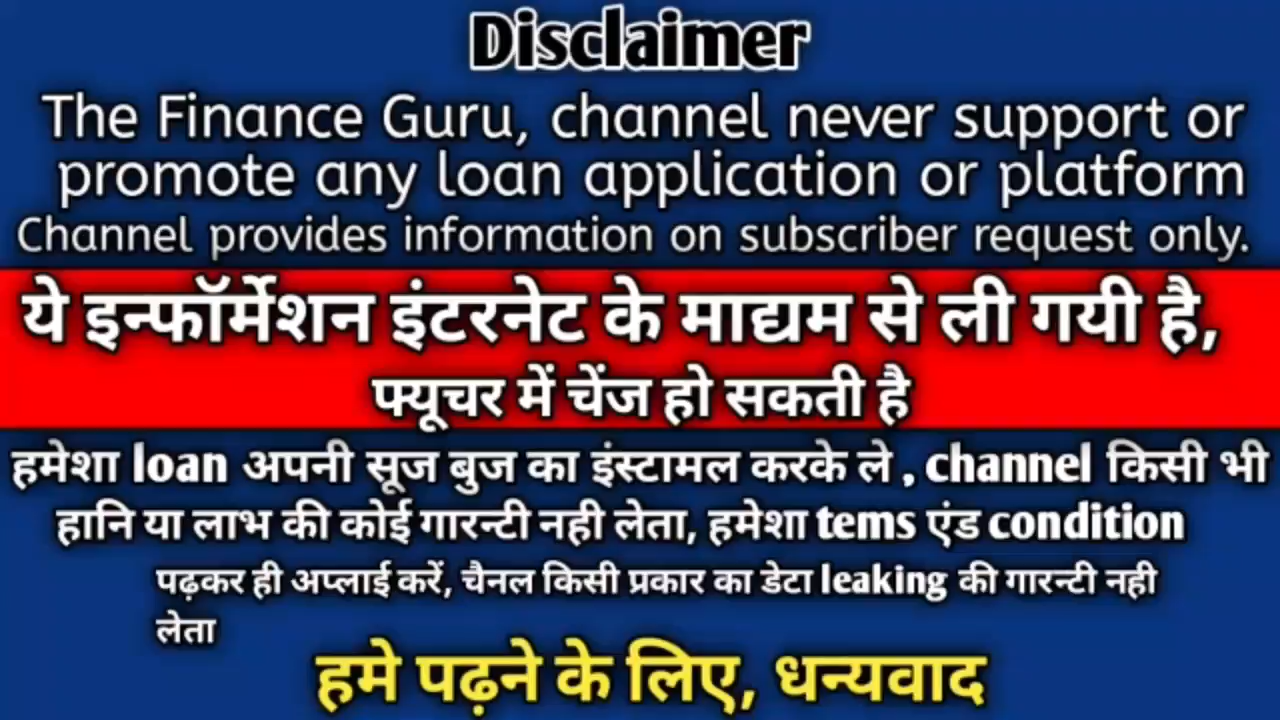 Disclaimer
The Finance Guru, channel never support or
promote any loan application or platform
Channel provides information on subscriber request only.
ये इन्फॉर्मेशन इंटरनेट के माद्यम से ली गयी है,
फ्यूचर में चेंज हो सकती है
हमेशा loan अपनी सूज बुज का इंस्टामल करके ले , channel किसी भी
हानि या लाभ की कोई गारन्टी नही लेता, हमेशा tems एंड condition
पढ़कर ही अप्लाई करें, चैनल किसी प्रकार का डेटा leaking की गारन्टी नही
लेता
हमे पढ़ने के लिए, धन्यवाद